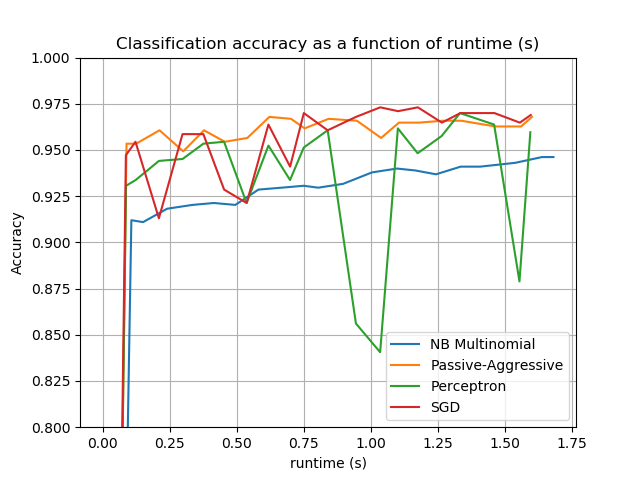 Classification accuracy as a function of runtime (s)
1.000
0.975
0.950
0.925
0.900
0.875
0.850
0.825
0.800
Accuracy
NB Multinomial
Passive-Aggressive
Perceptron
SGD
0.00 0.25 0.50 0.75 1.00 1.25 1.50 1.75
runtime (s)